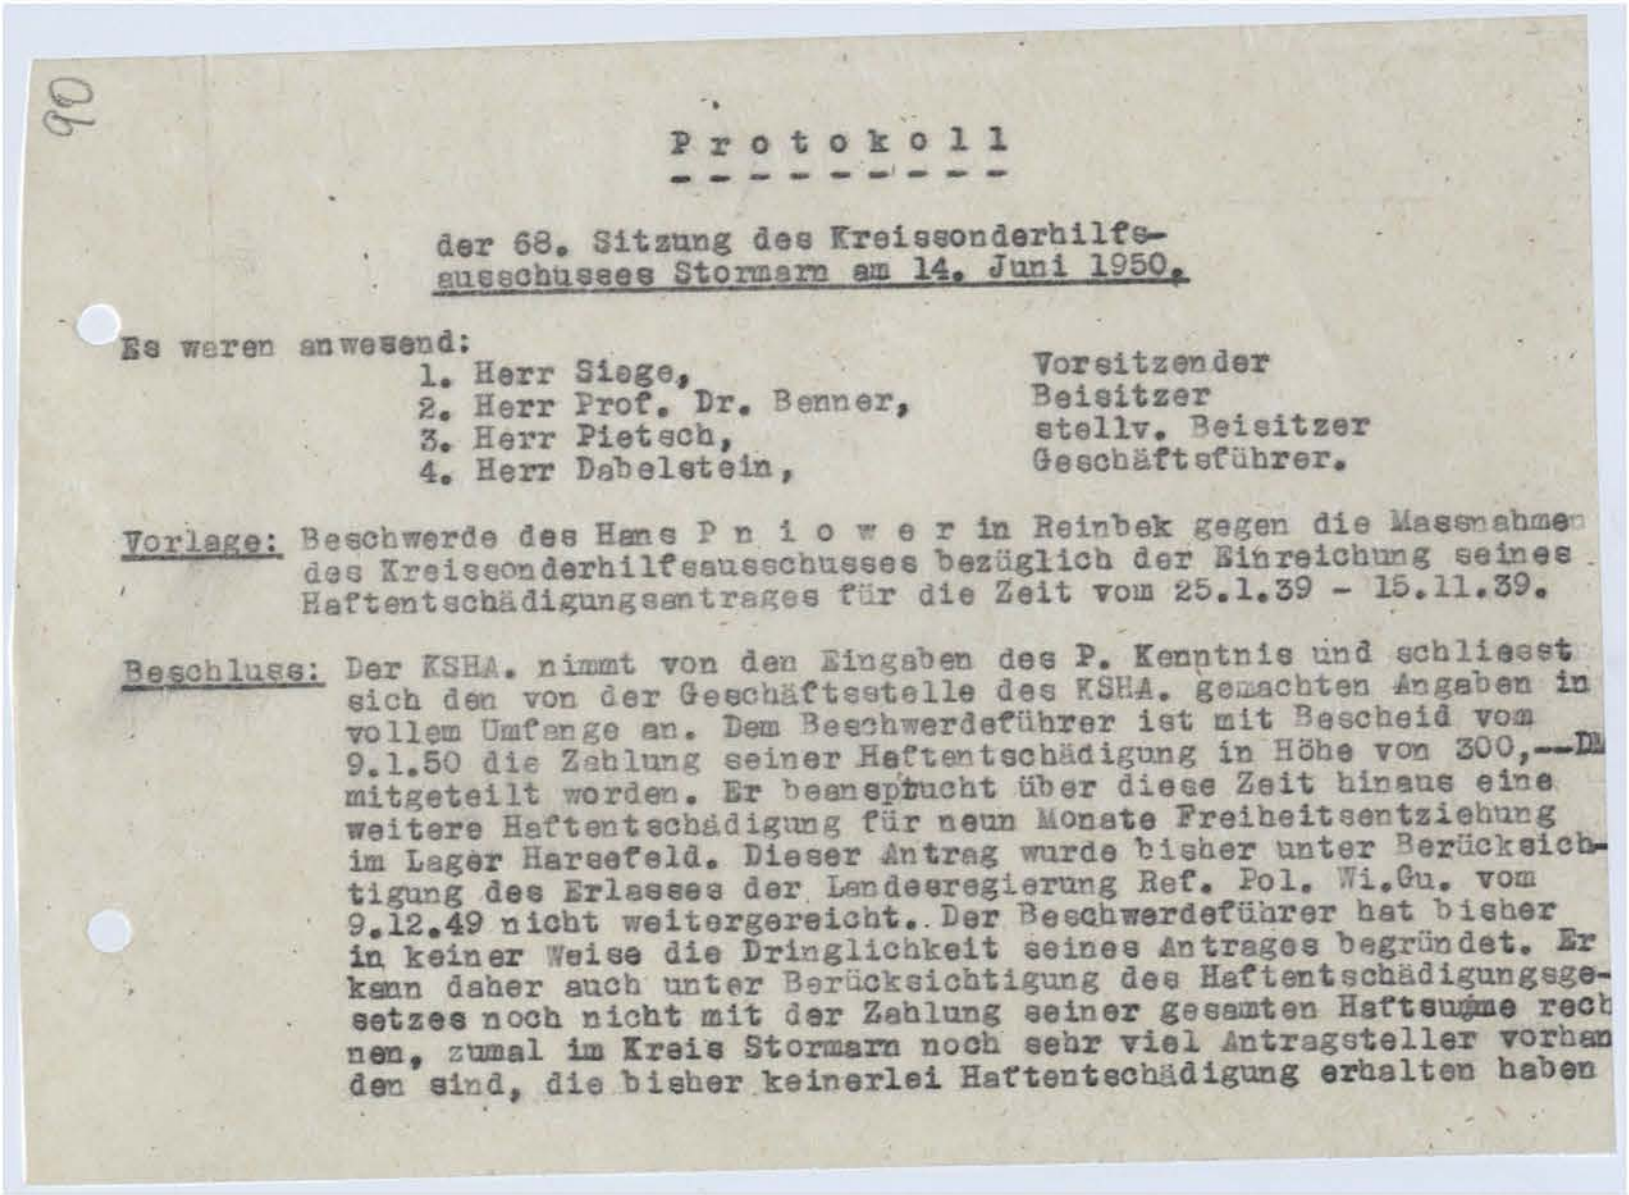 90
P r o t o k o l l
- - - - - - - - -
der 68. Sitzung des Kreissonderhilfs-
ausschusses Stormarn am 14. Juni 1950.
Es waren anwesend:
1. Herr Siege, Vorsitzender
2. Herr Prof. Dr. Benner, Beisitzer
3. Herr Pietsch, stellv. Beisitzer
4. Herr Dabelstein, Geschäftsführer.
Vorlage: Beschwerde des Hans P n i o w e r in Reinbek gegen die Massnahmen
des Kreissonderhilfsausschusses bezüglich der Einreichung seines
Haftentschädigungsantrages für die Zeit vom 25.1.39 - 15.11.39.
Beschluss: Der KSHA. nimmt von den Eingaben des P. Kenntnis und schliesst
sich den von der Geschäftsstelle des KSHA. gemachten Angaben in
vollem Umfange an. Dem Beschwerdeführer ist mit Bescheid vom
9.1.50 die Zahlung seiner Haftentschädigung in Höhe von 300,--DM
mitgeteilt worden. Er beansprucht über diese Zeit hinaus eine
weitere Haftentschädigung für neun Monate Freiheitsentziehung
im Lager Harsefeld. Dieser Antrag wurde bisher unter Berücksich-
tigung des Erlasses der Landesregierung Ref. Pol. Wi.Gu. vom
9.12.49 nicht weitergereicht. Der Beschwerdeführer hat bisher
in keiner Weise die Dringlichkeit seines Antrages begründet. Er
kann daher auch unter Berücksichtigung des Haftentschädigungsge-
setzes noch nicht mit der Zahlung seiner gesamten Haftsumme rech
nen, zumal im Kreis Stormarn noch sehr viel Antragsteller vorhan
den sind, die bisher keinerlei Haftentschädigung erhalten haben